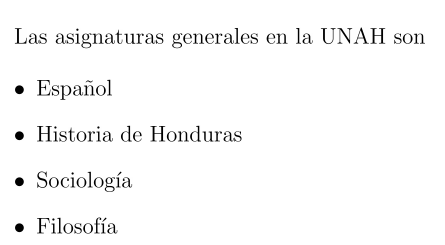 Las asignaturas generales en la UNAH son
• Español
• Historia de Honduras
• Sociología
• Filosofía